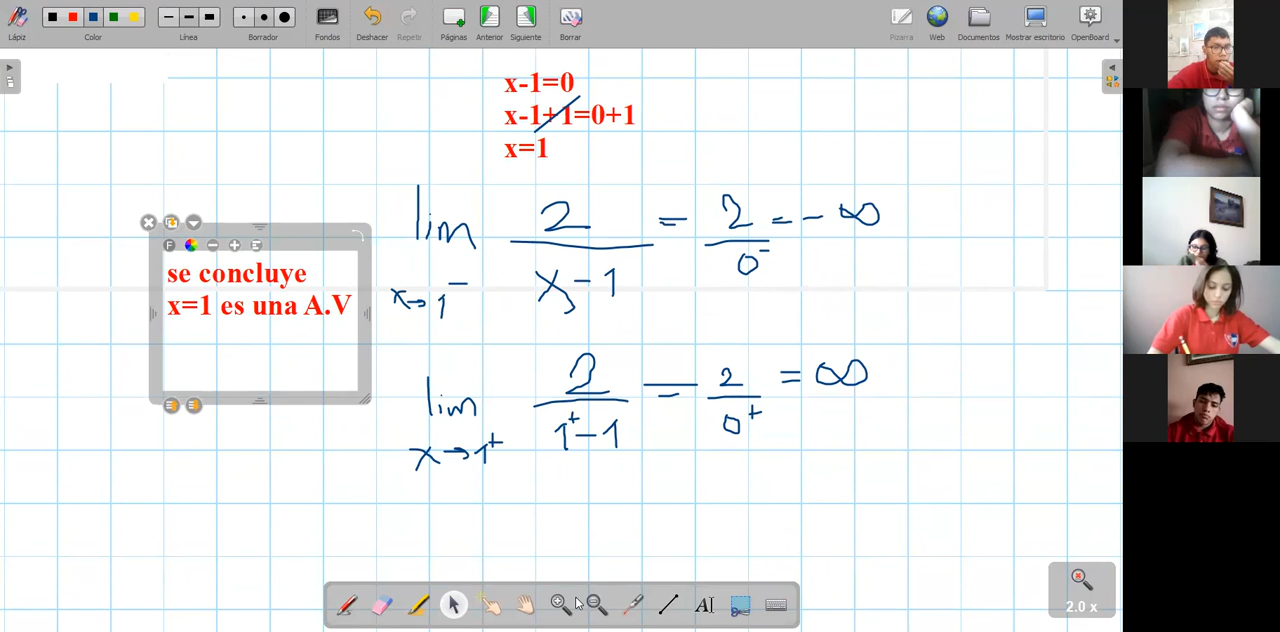 Lápiz Color Línea Borrador Fondos Deshacer Repetir Páginas Anterior Siguiente Borrar Pizarra Web Documentos Mostrar escritorio OpenBoard
x-1=0
x-1+1=0+1
x=1
lim 2 = 2 = - ∞
x→1⁻ x-1 0⁻
se concluye
x=1 es una A.V
lim 2 = 2 = ∞
x→1⁺ 1⁺-1 0⁺
2.0 x